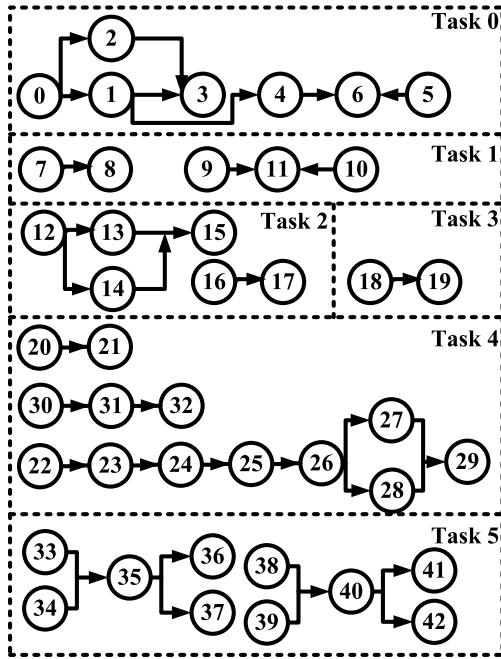 Task 0
2
0 1 3 4 6 5
Task 1
7 8 9 11 10
Task 2 Task 3
12 13 15
14 16 17 18 19
Task 4
20 21
30 31 32
27
22 23 24 25 26 29
28
Task 5
33 36 38 41
35 40
34 37 39 42